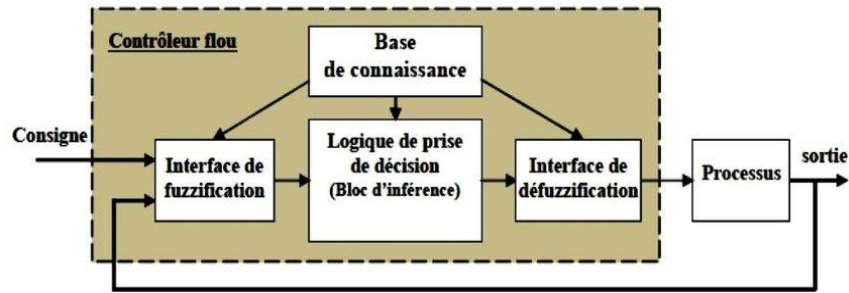 Contrôleur flou
Base
de connaissance
Consigne
Interface de
fuzzification
Logique de prise
de décision
(Bloc d'inférence)
Interface de
défuzzification
Processus
sortie